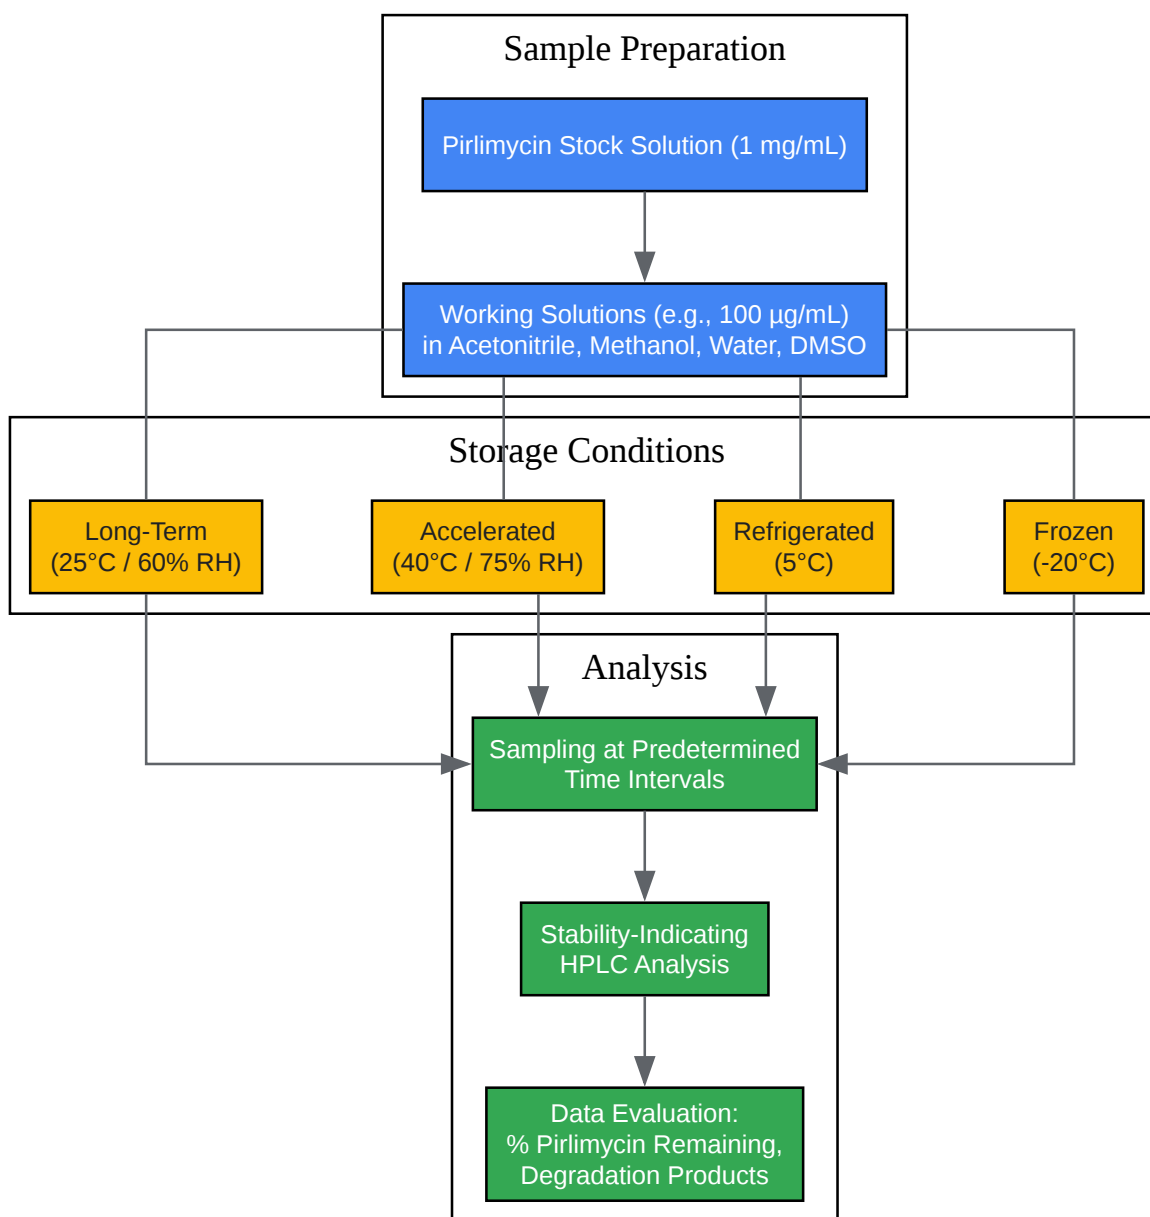 Sample Preparation
Pirlimycin Stock Solution (1 mg/mL)
Working Solutions (e.g., 100 µg/mL)
in Acetonitrile, Methanol, Water, DMSO
Storage Conditions
Long-Term
(25°C / 60% RH)
Accelerated
(40°C / 75% RH)
Refrigerated
(5°C)
Frozen
(-20°C)
Analysis
Sampling at Predetermined
Time Intervals
Stability-Indicating
HPLC Analysis
Data Evaluation:
% Pirlimycin Remaining,
Degradation Products